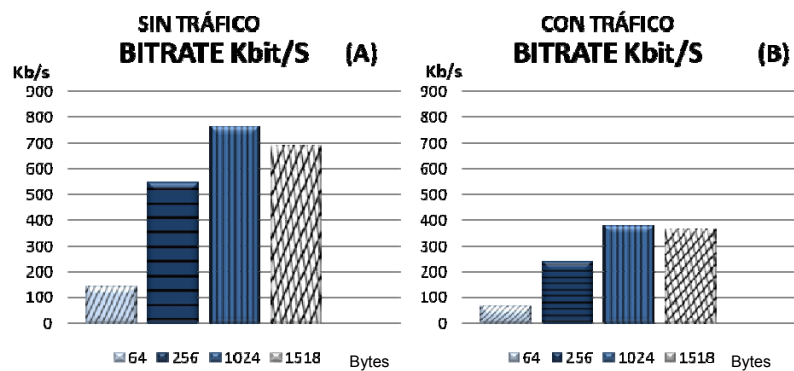 SIN TRÁFICO
BITRATE Kbit/S (A)
Kb/s
900
800
700
600
500
400
300
200
100
0
64 256 1024 1518 Bytes
CON TRÁFICO
BITRATE Kbit/S (B)
Kb/s
900
800
700
600
500
400
300
200
100
0
64 256 1024 1518 Bytes